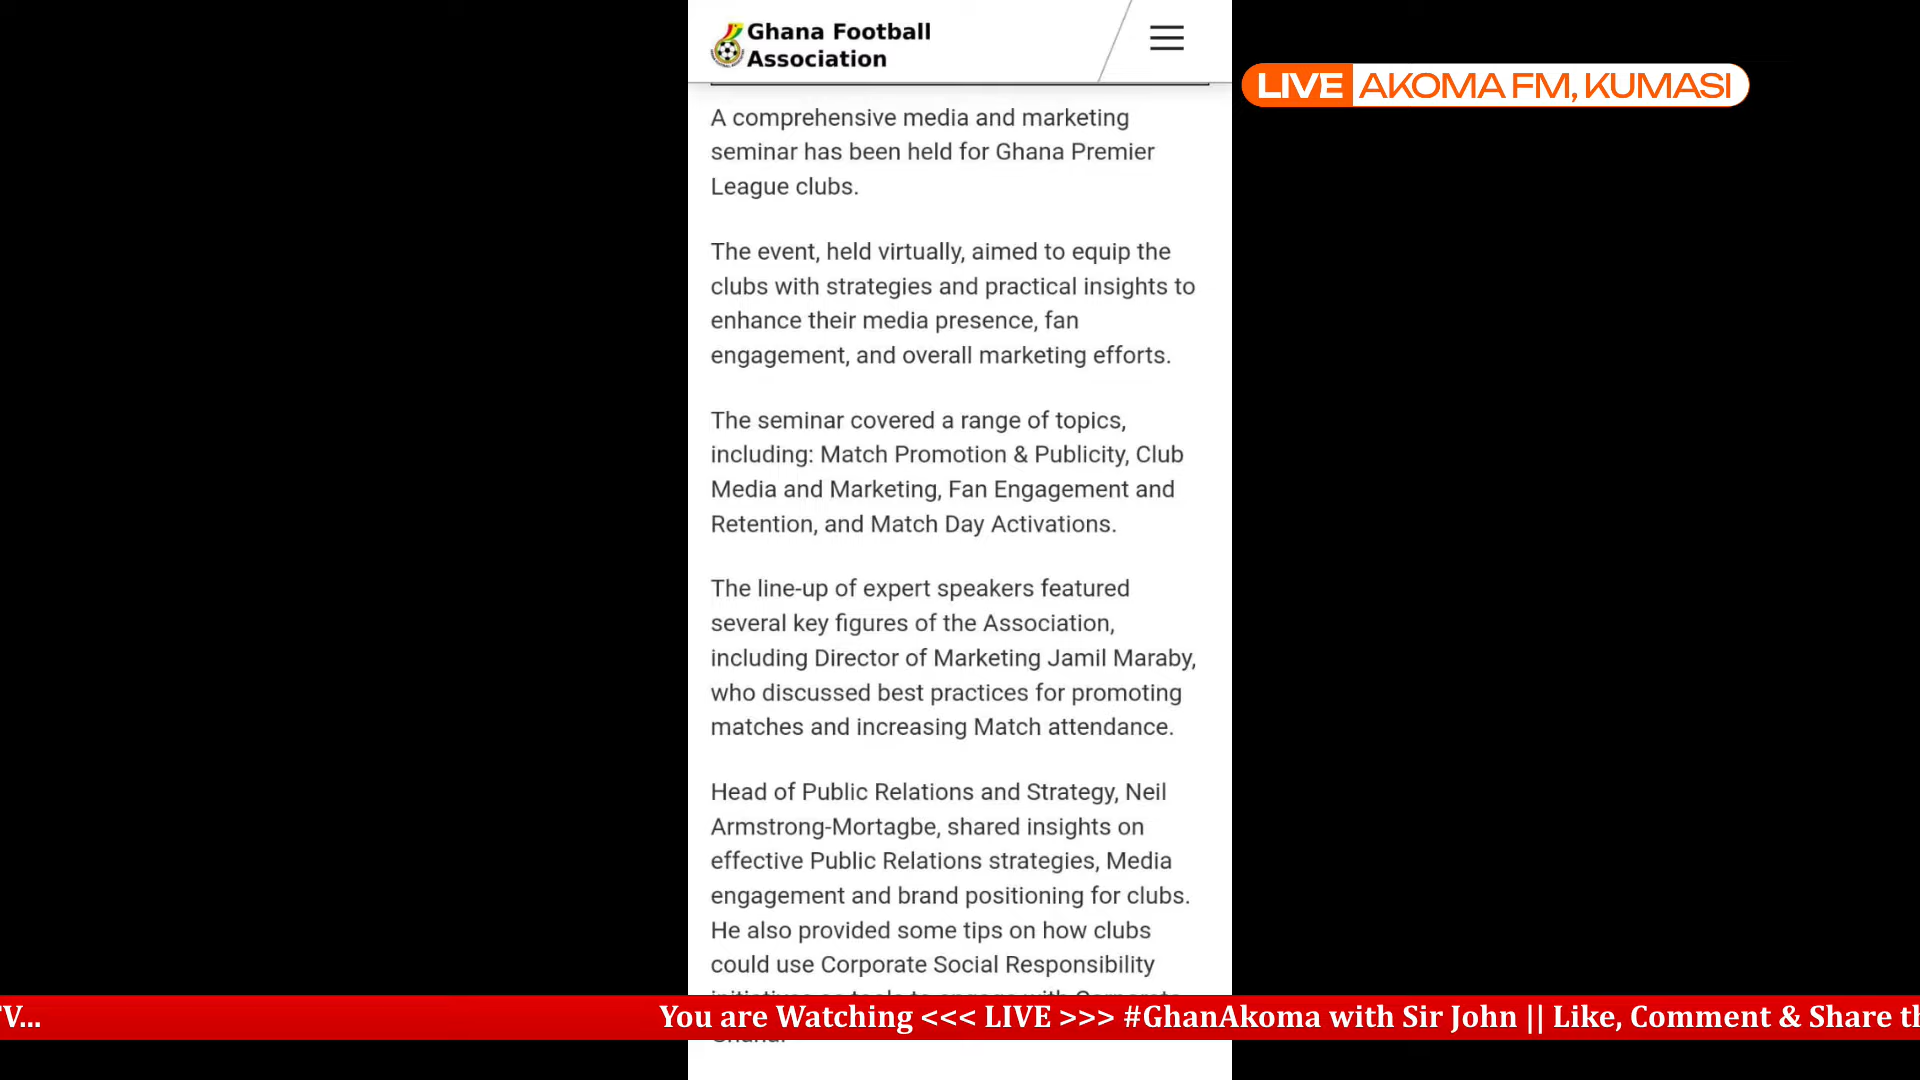 Ghana Football
Association
LIVE AKOMA FM, KUMASI
A comprehensive media and marketing
seminar has been held for Ghana Premier
League clubs.
The event, held virtually, aimed to equip the
clubs with strategies and practical insights to
enhance their media presence, fan
engagement, and overall marketing efforts.
The seminar covered a range of topics,
including: Match Promotion & Publicity, Club
Media and Marketing, Fan Engagement and
Retention, and Match Day Activations.
The line-up of expert speakers featured
several key figures of the Association,
including Director of Marketing Jamil Maraby,
who discussed best practices for promoting
matches and increasing Match attendance.
Head of Public Relations and Strategy, Neil
Armstrong-Mortagbe, shared insights on
effective Public Relations strategies, Media
engagement and brand positioning for clubs.
He also provided some tips on how clubs
could use Corporate Social Responsibility
V... You are Watching <<< LIVE >>> #GhanAkoma with Sir John || Like, Comment & Share th